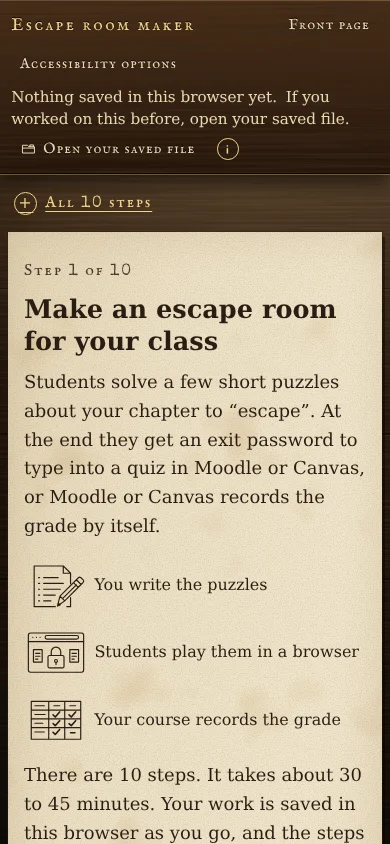 Escape room maker
Front page
Accessibility options
Nothing saved in this browser yet. If you
worked on this before, open your saved file.
Open your saved file
i
All 10 steps
Step 1 of 10
Make an escape room
for your class
Students solve a few short puzzles
about your chapter to “escape”. At
the end they get an exit password to
type into a quiz in Moodle or Canvas,
or Moodle or Canvas records the
grade by itself.
You write the puzzles
Students play them in a browser
Your course records the grade
There are 10 steps. It takes about 30
to 45 minutes. Your work is saved in
this browser as you go, and the steps